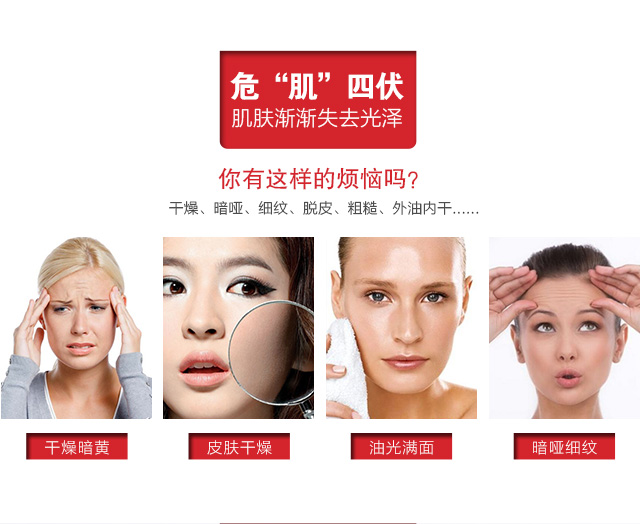 危“肌”四伏
肌肤渐渐失去光泽
你有这样的烦恼吗?
干燥、暗哑、细纹、脱皮、粗糙、外油内干......
干燥暗黄
皮肤干燥
油光满面
暗哑细纹